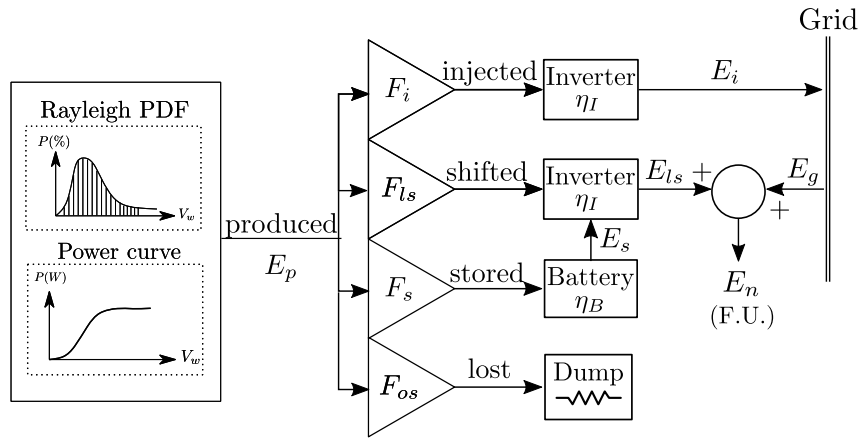 Grid
injected
Inverter
η_I
E_i
F_i
Rayleigh PDF
P(%)
V_w
shifted
Inverter
η_I
E_ls
+
E_g
+
F_ls
produced
E_p
Power curve
P(W)
V_w
E_s
stored
Battery
η_B
F_s
E_n
(F.U.)
lost
Dump
F_os